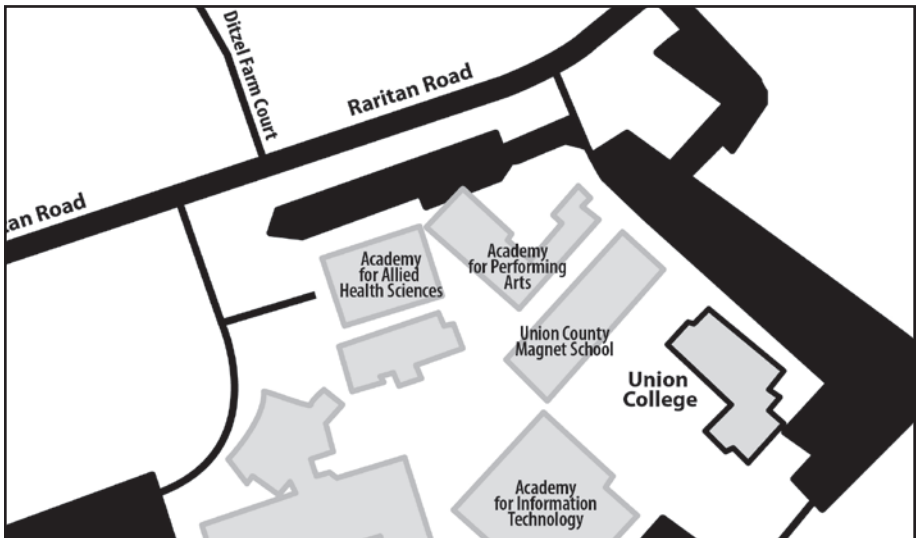 Ditzel Farm Court
Raritan Road
tan Road
Academy
for Allied
Health Sciences
Academy
for Performing
Arts
Union County
Magnet School
Union
College
Academy
for Information
Technology